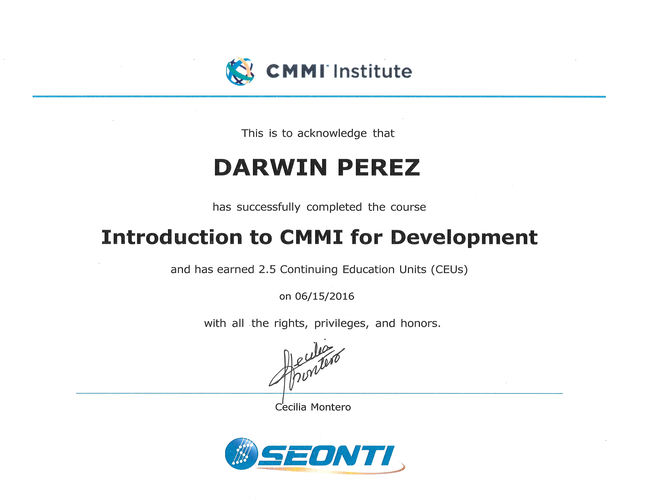 CMMI Institute
This is to acknowledge that
DARWIN PEREZ
has successfully completed the course
Introduction to CMMI for Development
and has earned 2.5 Continuing Education Units (CEUs)
on 06/15/2016
with all the rights, privileges, and honors.
Cecilia
Montero
Cecilia Montero
SEONTI